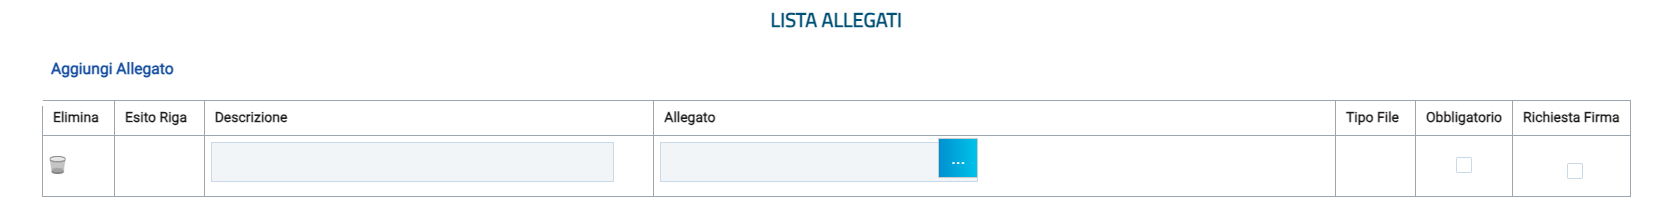 LISTA ALLEGATI
Aggiungi Allegato
Elimina Esito Riga Descrizione Allegato Tipo File Obbligatorio Richiesta Firma
...